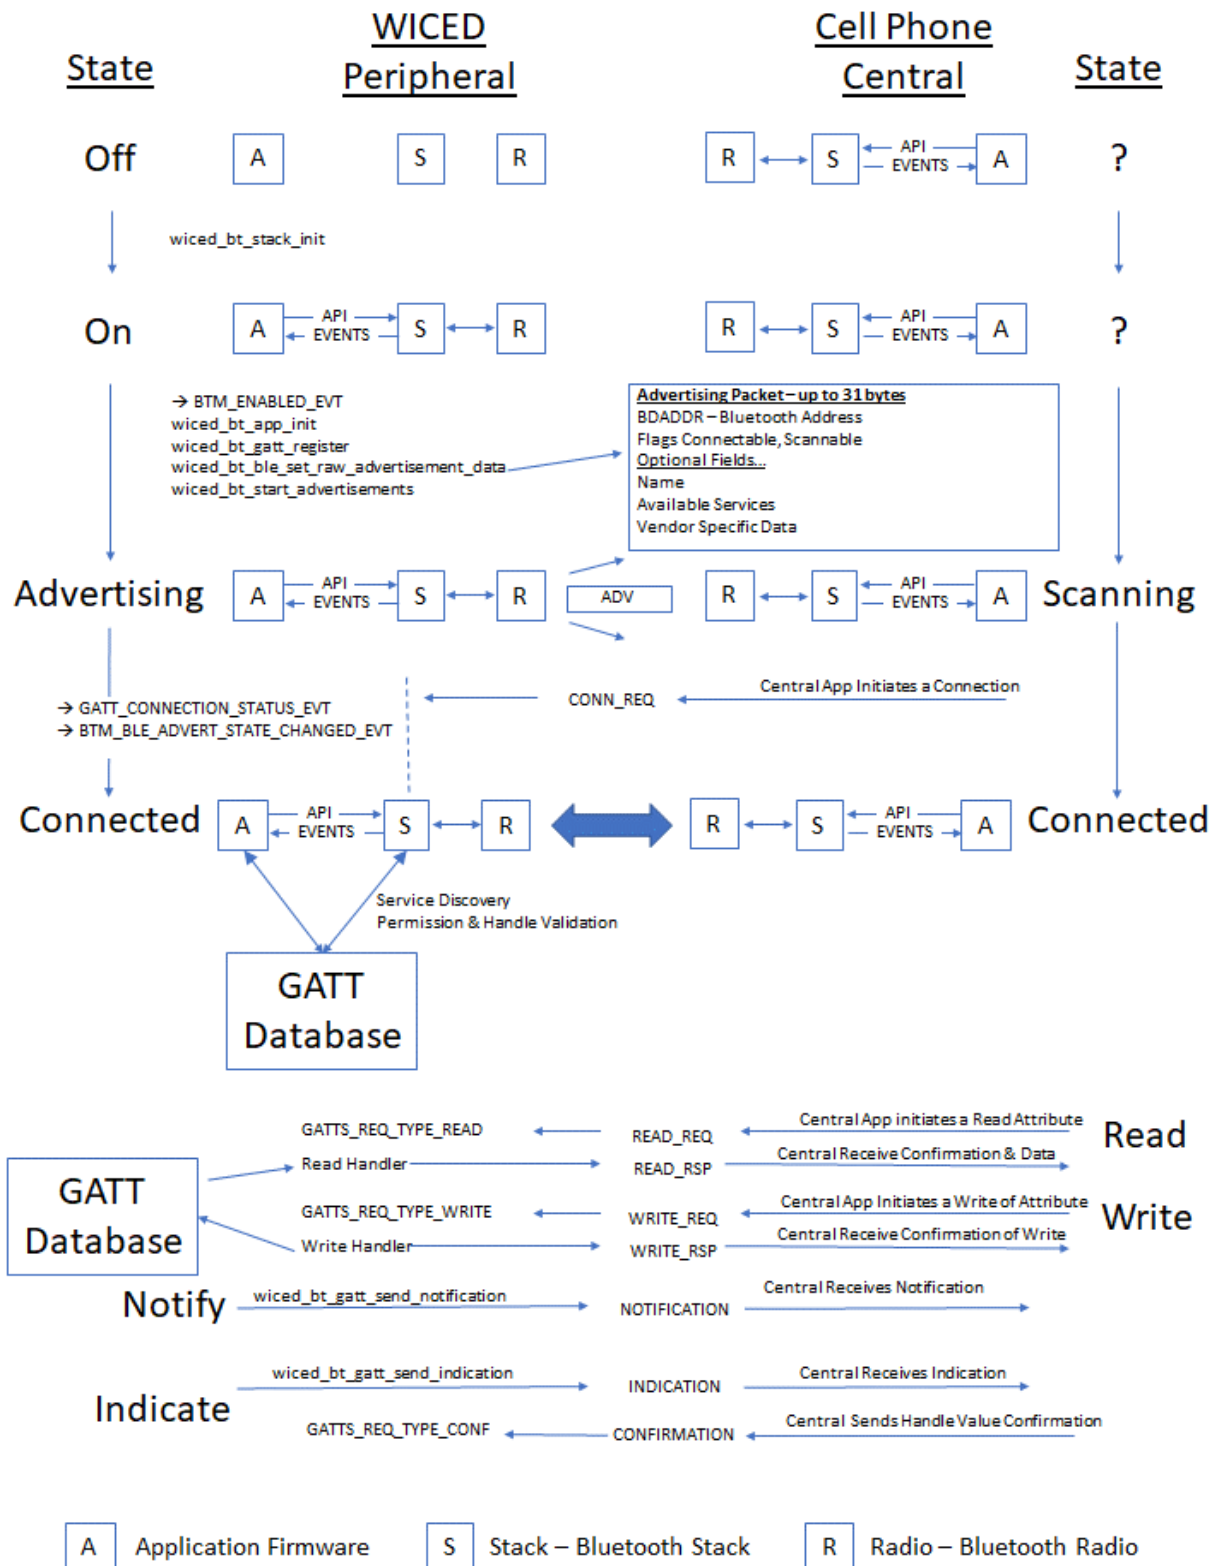 WICED
Peripheral
Cell Phone
Central
State
State
Off
A
S
R
R
S
API
EVENTS
A
?
wiced_bt_stack_init
On
A
API
EVENTS
S
R
R
S
API
EVENTS
A
?
→ BTM_ENABLED_EVT
wiced_bt_app_init
wiced_bt_gatt_register
wiced_bt_ble_set_raw_advertisement_data
wiced_bt_start_advertisements
Advertising Packet – up to 31 bytes
BDADDR – Bluetooth Address
Flags Connectable, Scannable
Optional Fields...
Name
Available Services
Vendor Specific Data
Advertising
A
API
EVENTS
S
R
ADV
R
S
API
EVENTS
A
Scanning
CONN_REQ
Central App Initiates a Connection
→ GATT_CONNECTION_STATUS_EVT
→ BTM_BLE_ADVERT_STATE_CHANGED_EVT
Connected
A
API
EVENTS
S
R
R
S
API
EVENTS
A
Connected
Service Discovery
Permission & Handle Validation
GATT
Database
GATTS_REQ_TYPE_READ
READ_REQ
Central App initiates a Read Attribute
Read
Read Handler
READ_RSP
Central Receive Confirmation & Data
GATT
Database
GATTS_REQ_TYPE_WRITE
WRITE_REQ
Central App Initiates a Write of Attribute
Write
Write Handler
WRITE_RSP
Central Receive Confirmation of Write
Notify
wiced_bt_gatt_send_notification
NOTIFICATION
Central Receives Notification
Indicate
wiced_bt_gatt_send_indication
INDICATION
Central Receives Indication
GATTS_REQ_TYPE_CONF
CONFIRMATION
Central Sends Handle Value Confirmation
A
Application Firmware
S
Stack – Bluetooth Stack
R
Radio – Bluetooth Radio